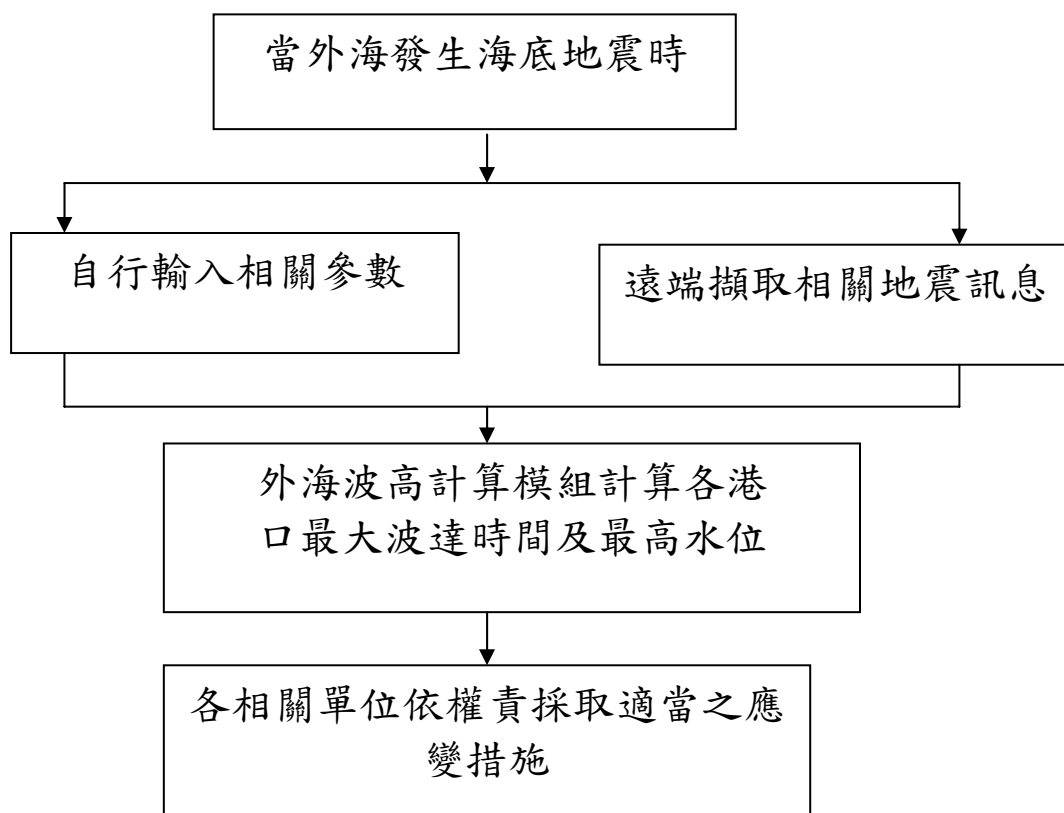 當外海發生海底地震時
自行輸入相關參數
遠端擷取相關地震訊息
外海波高計算模組計算各港
口最大波達時間及最高水位
各相關單位依權責採取適當之應
變措施